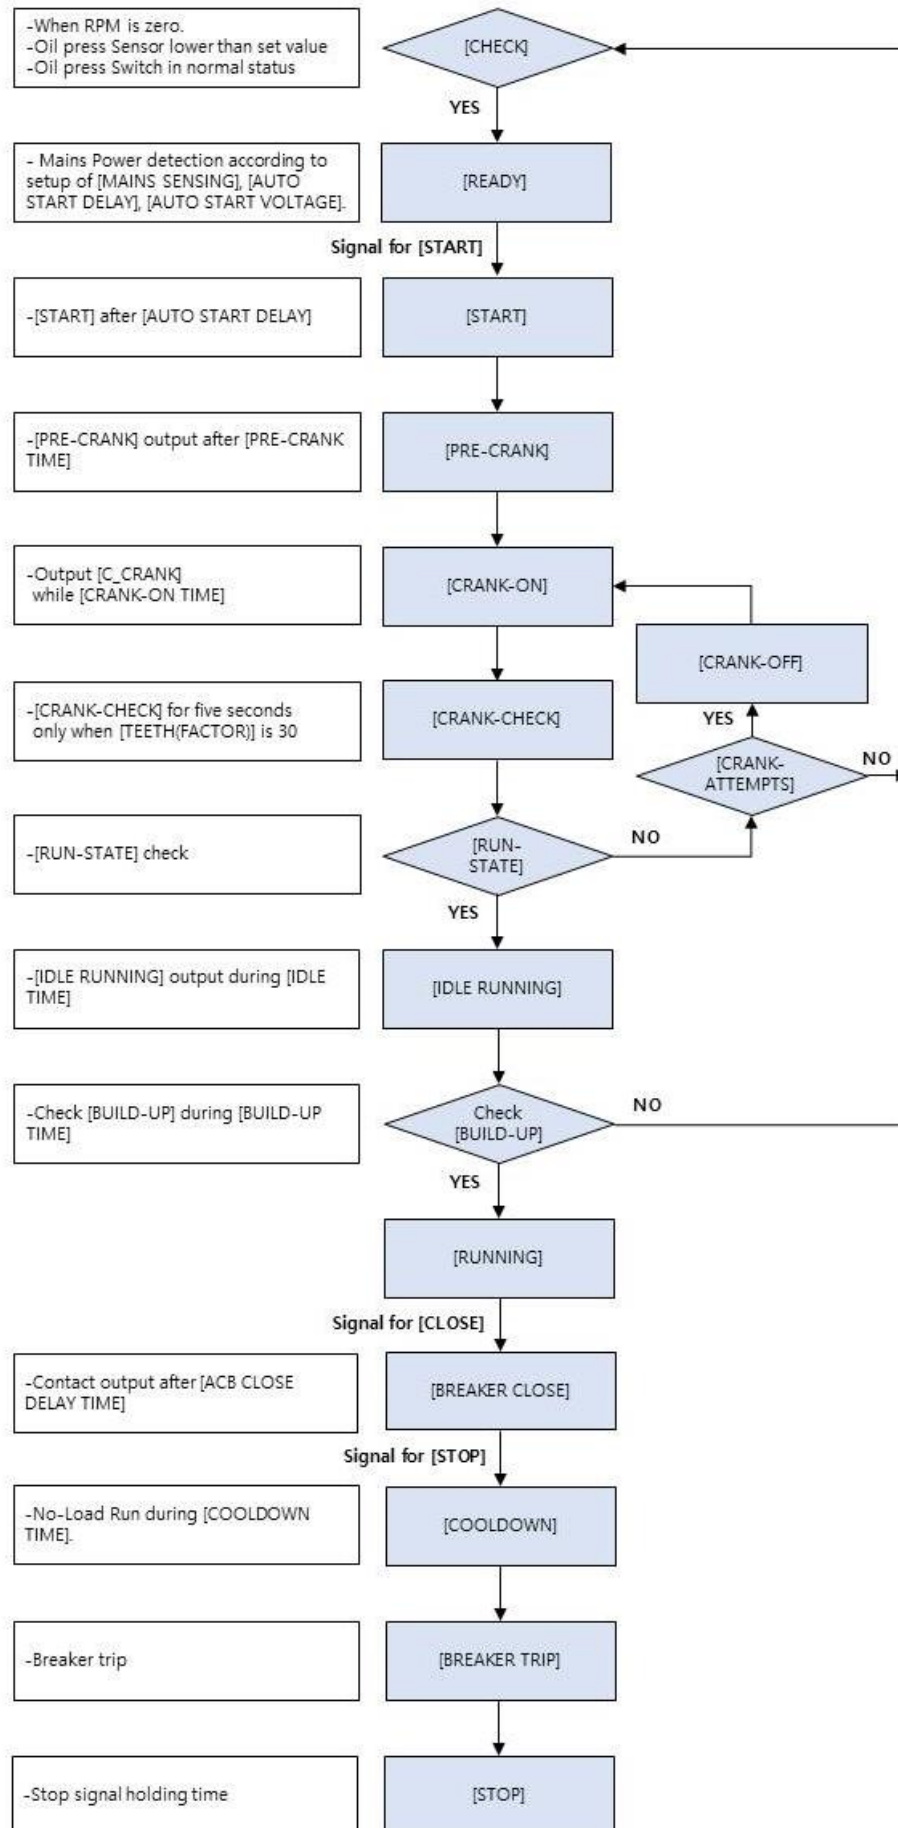 -When RPM is zero.
-Oil press Sensor lower than set value
-Oil press Switch in normal status
[CHECK]
YES
- Mains Power detection according to
setup of [MAINS SENSING], [AUTO
START DELAY], [AUTO START VOLTAGE].
[READY]
Signal for [START]
-[START] after [AUTO START DELAY]
[START]
-[PRE-CRANK] output after [PRE-CRANK
TIME]
[PRE-CRANK]
-Output [C_CRANK]
while [CRANK-ON TIME]
[CRANK-ON]
[CRANK-OFF]
-[CRANK-CHECK] for five seconds
only when [TEETH(FACTOR)] is 30
[CRANK-CHECK]
YES
[CRANK-
ATTEMPTS]
NO
-[RUN-STATE] check
[RUN-
STATE]
NO
YES
-[IDLE RUNNING] output during [IDLE
TIME]
[IDLE RUNNING]
-Check [BUILD-UP] during [BUILD-UP
TIME]
Check
[BUILD-UP]
NO
YES
[RUNNING]
Signal for [CLOSE]
-Contact output after [ACB CLOSE
DELAY TIME]
[BREAKER CLOSE]
Signal for [STOP]
-No-Load Run during [COOLDOWN
TIME].
[COOLDOWN]
-Breaker trip
[BREAKER TRIP]
-Stop signal holding time
[STOP]